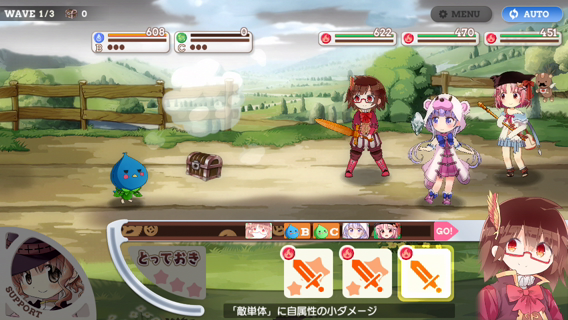 WAVE 1/3 0
MENU
AUTO
608
B
0
C
622
470
451
B
C
GO!
とっておき
SUPPORT
「敵単体」に自属性の小ダメージ